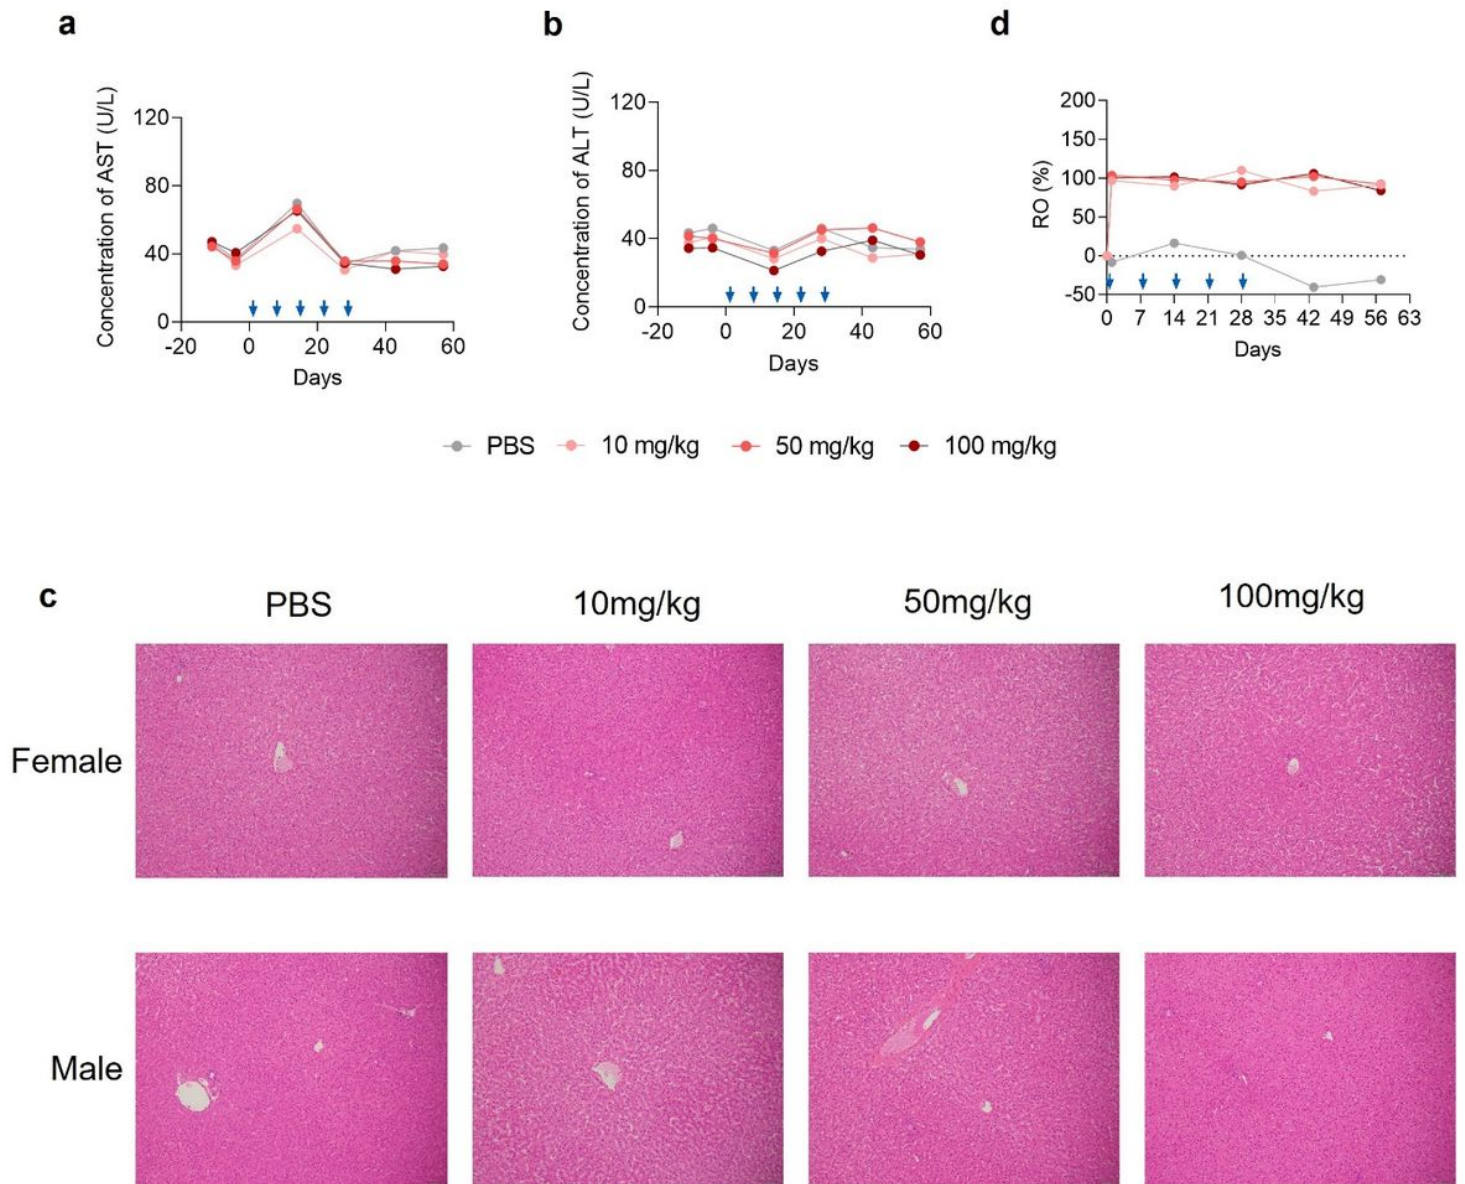 a
b
d
Concentration of AST (U/L)
120
80
40
0
-20 0 20 40 60
Days
Concentration of ALT (U/L)
120
80
40
0
-20 0 20 40 60
Days
RO (%)
200
150
100
50
0
-50
0 7 14 21 28 35 42 49 56 63
Days
PBS 10 mg/kg 50 mg/kg 100 mg/kg
c
PBS 10mg/kg 50mg/kg 100mg/kg
Female
Male